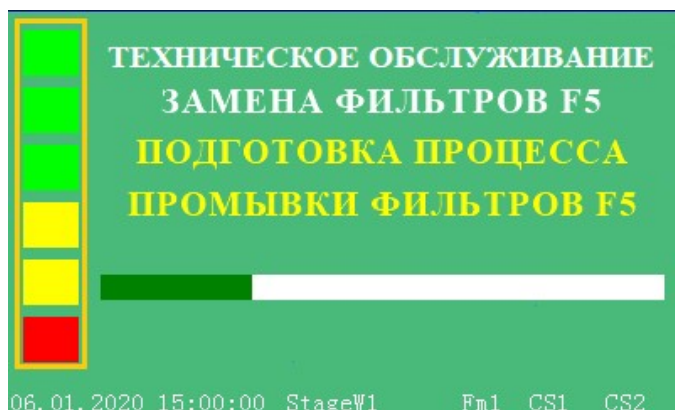 ТЕХНИЧЕСКОЕ ОБСЛУЖИВАНИЕ
ЗАМЕНА ФИЛЬТРОВ F5
ПОДГОТОВКА ПРОЦЕССА
ПРОМЫВКИ ФИЛЬТРОВ F5
06.01.2020 15:00:00 StageW1 Fm1 CS1 CS2